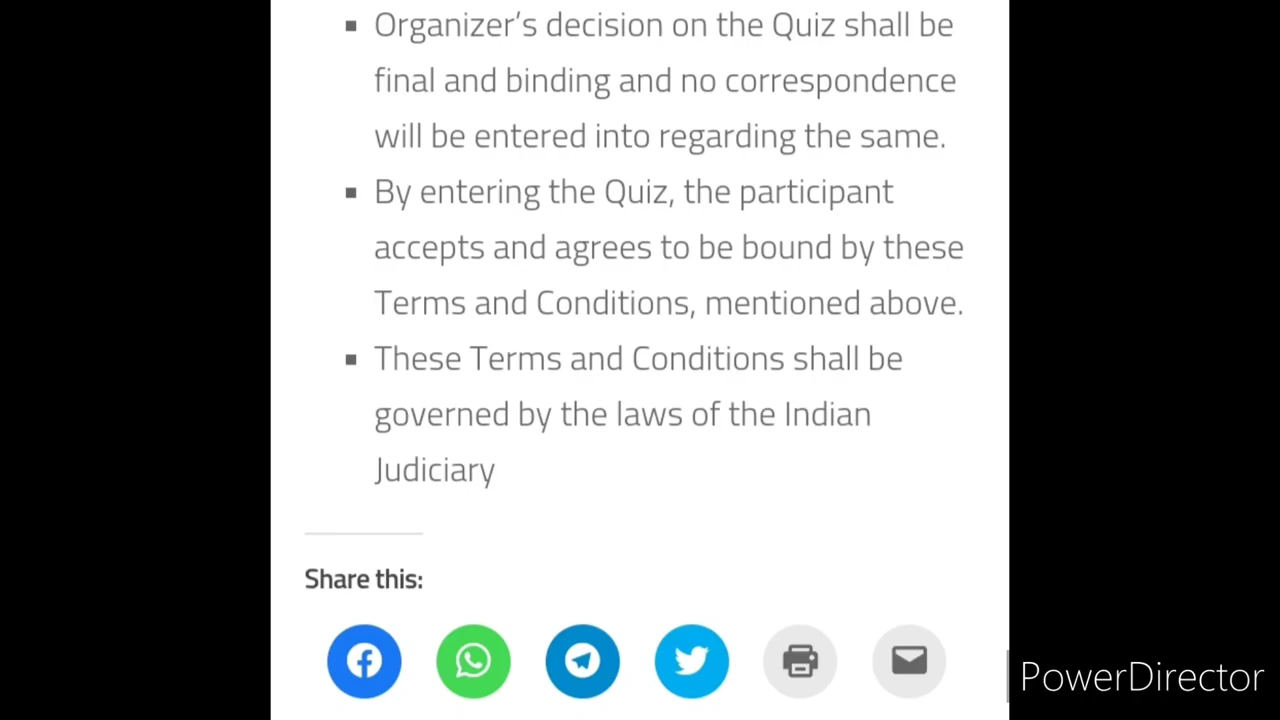 Organizer’s decision on the Quiz shall be
final and binding and no correspondence
will be entered into regarding the same.
By entering the Quiz, the participant
accepts and agrees to be bound by these
Terms and Conditions, mentioned above.
These Terms and Conditions shall be
governed by the laws of the Indian
Judiciary
Share this:
PowerDirector